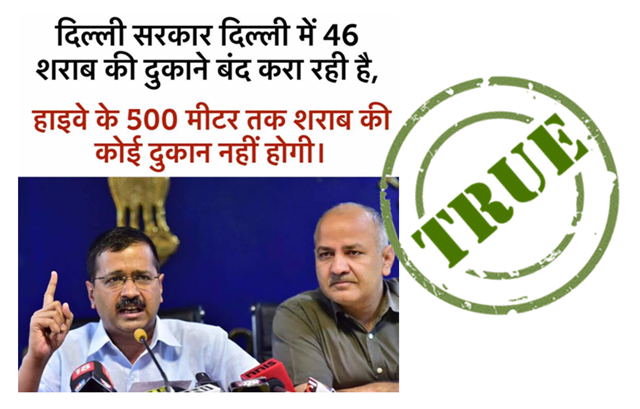 दिल्ली सरकार दिल्ली में 46
शराब की दुकाने बंद करा रही है,
हाइवे के 500 मीटर तक शराब की
कोई दुकान नहीं होगी।
TRUE